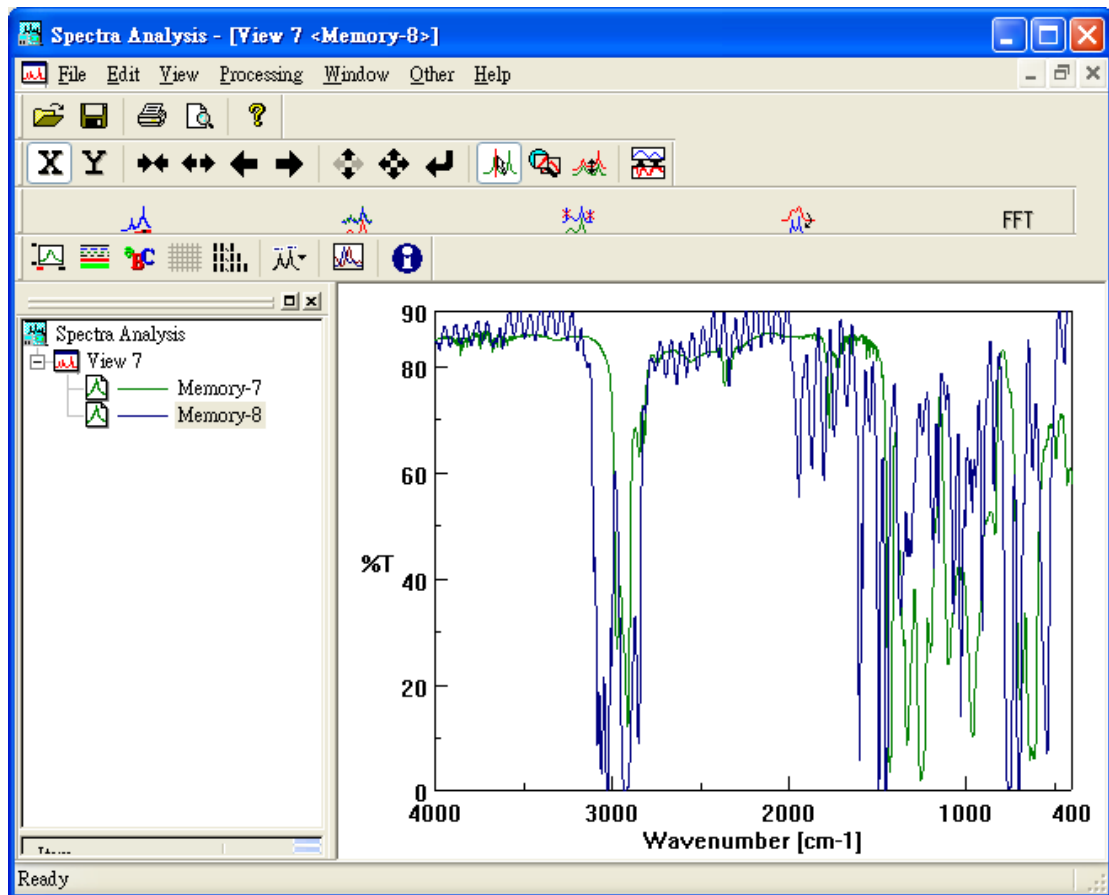 Spectra Analysis - [View 7 <Memory-8>]
File Edit View Processing Window Other Help
X Y
FFT
aBC
Spectra Analysis
View 7
Memory-7
Memory-8
90
80
60
%T
40
20
0
4000 3000 2000 1000 400
Wavenumber [cm-1]
Ready